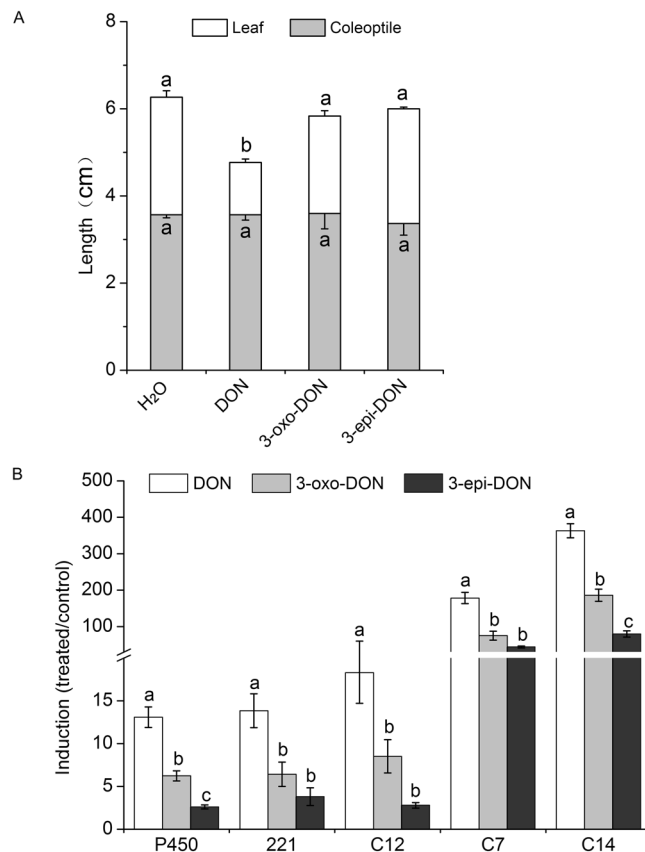 A
8
Leaf Coleoptile
a
a
a
6
b
Length (cm)
4
a
a
a
a
2
0
H₂O
DON
3-oxo-DON
3-epi-DON
B
500
DON 3-oxo-DON 3-epi-DON
a
400
300
a
b
200
b
b
c
100
Induction (treated/control)
a
a
a
15
b
b
b
10
c
b
b
5
0
P450 221 C12 C7 C14